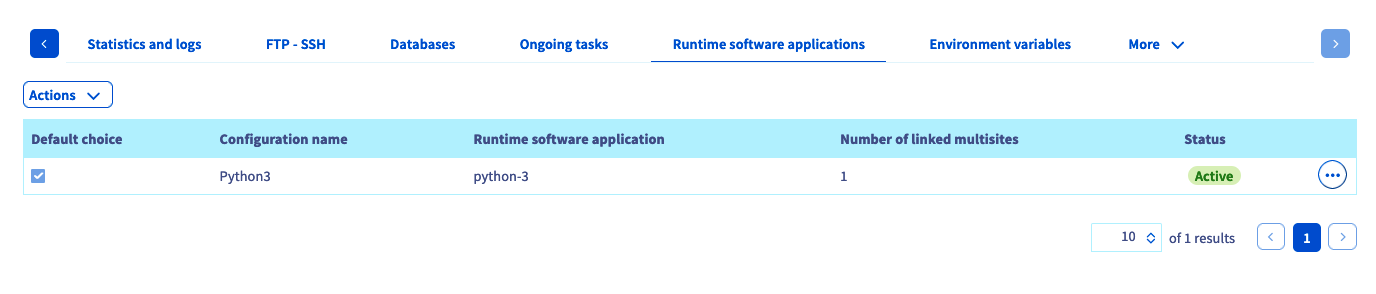 Statistics and logs FTP - SSH Databases Ongoing tasks Runtime software applications Environment variables More
Actions
Default choice Configuration name Runtime software application Number of linked multisites Status
Python3 python-3 1 Active
10 of 1 results 1